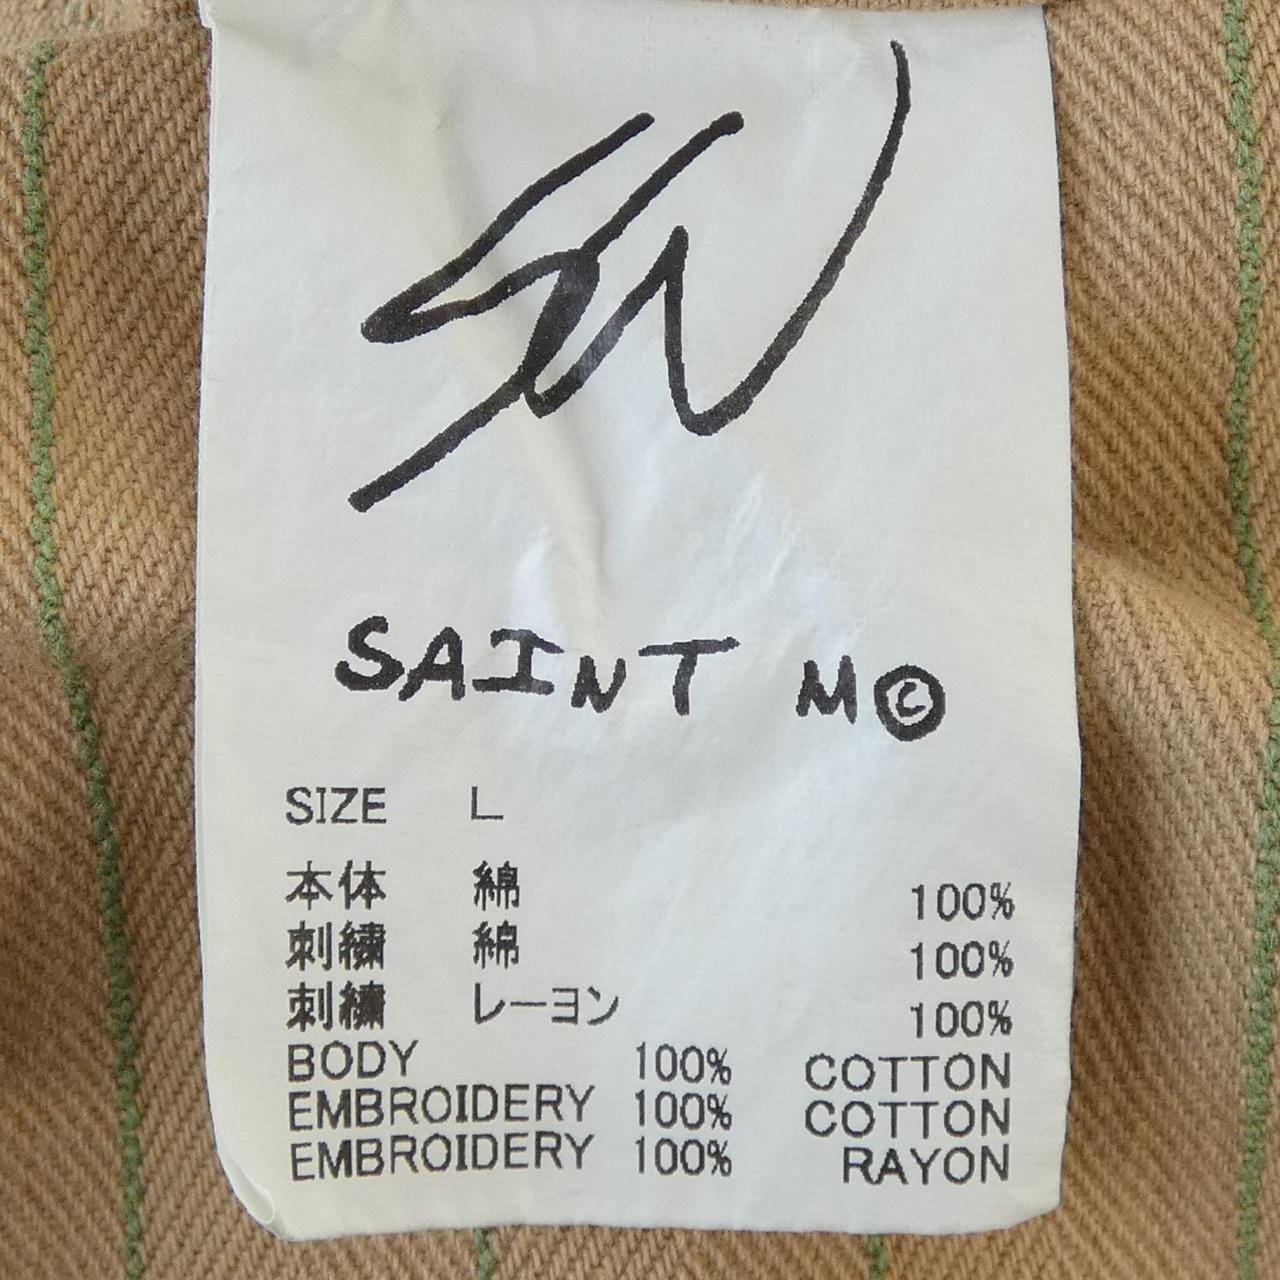 SAINT M©
SIZE L
本体 綿 100%
刺繍 綿 100%
刺繍 レーヨン 100%
BODY 100% COTTON
EMBROIDERY 100% COTTON
EMBROIDERY 100% RAYON